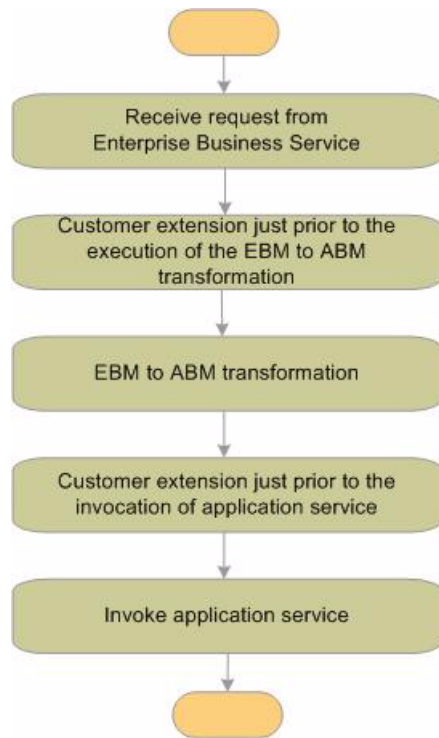 Receive request from
Enterprise Business Service
Customer extension just prior to the
execution of the EBM to ABM
transformation
EBM to ABM transformation
Customer extension just prior to the
invocation of application service
Invoke application service